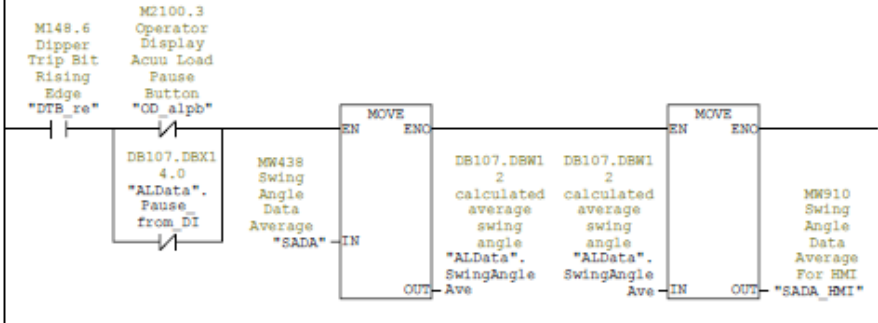 M148.6
Dipper
Trip Bit
Rising
Edge
"DTB_re"
M2100.3
Operator
Display
Acuu Load
Pause
Button
"OD_alpb"
DB107.DBX1
4.0
"ALData".
Pause_
from_DI
MW438
Swing
Angle
Data
Average
"SADA"
MOVE
EN
ENO
IN
OUT
DB107.DBW1
2
calculated
average
swing
angle
"ALData".
SwingAngle
Ave
DB107.DBW1
2
calculated
average
swing
angle
"ALData".
SwingAngle
Ave
MOVE
EN
ENO
IN
OUT
MW910
Swing
Angle
Data
Average
For HMI
"SADA_HMI"